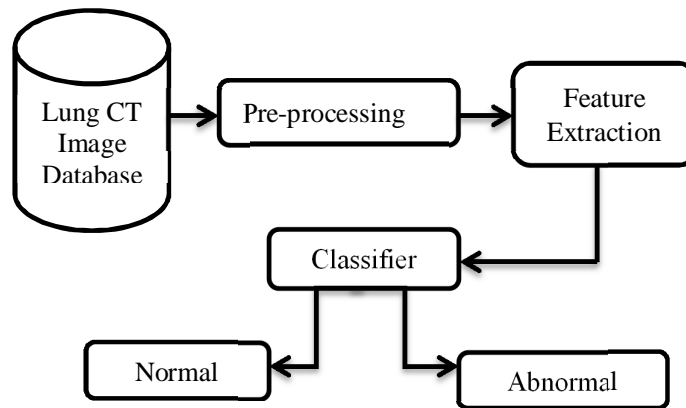 Lung CT
Image
Database
Pre-processing
Feature
Extraction
Classifier
Normal
Abnormal